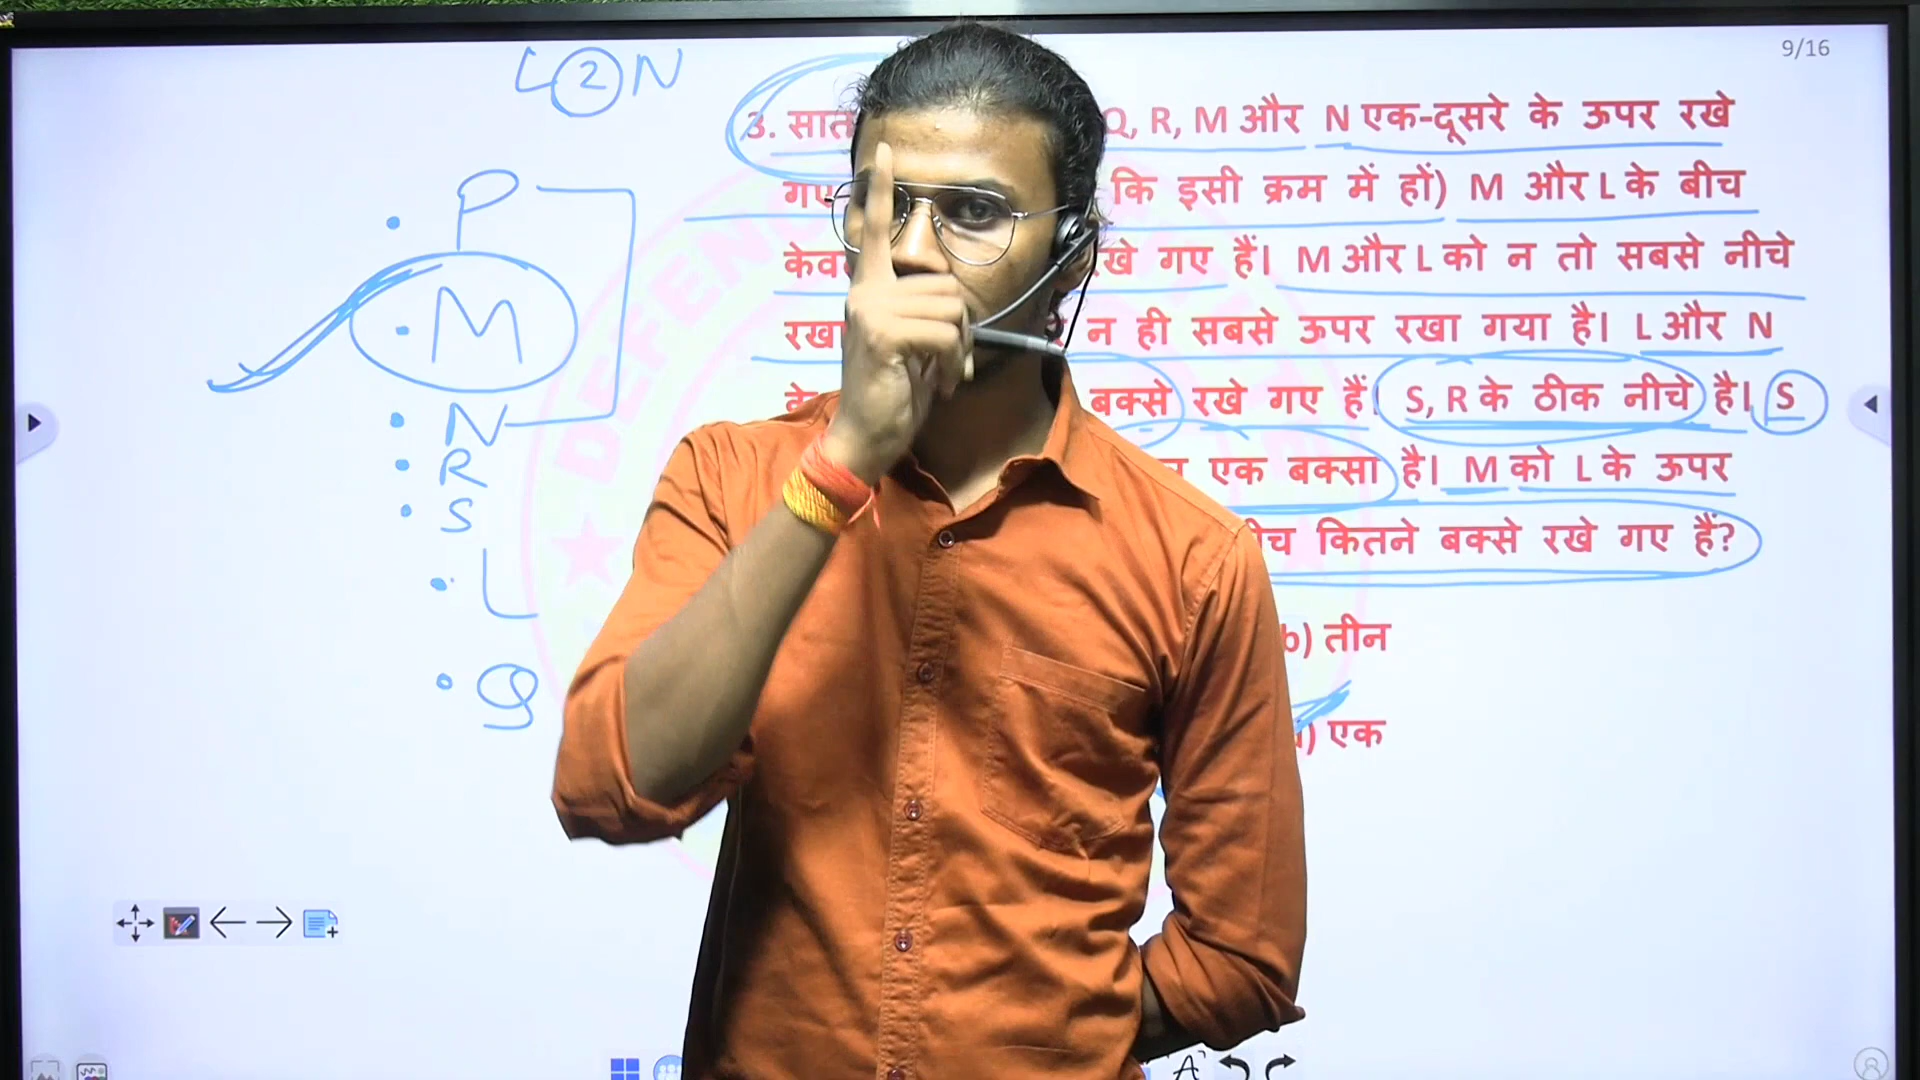 9/16
L 2 N
3. सात Q, R, M और N एक-दूसरे के ऊपर रखे
गए कि इसी क्रम में हों) M और L के बीच
रखे गए हैं। M और L को न तो सबसे नीचे
रखा न ही सबसे ऊपर रखा गया है। L और N
बक्से रखे गए हैं। S, R के ठीक नीचे है। S
एक बक्सा है। M को L के ऊपर
कितने बक्से रखे गए हैं?
b) तीन
एक
P
M
N
R
S
L
Q
DEFEN